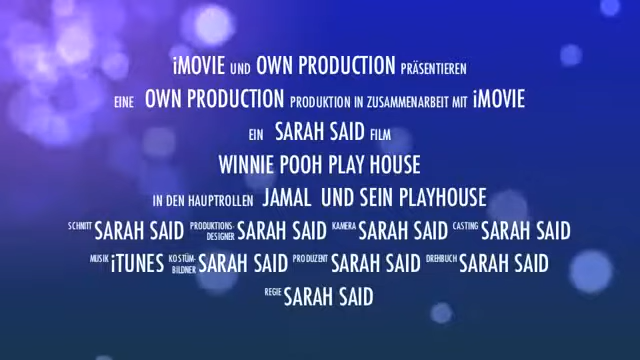 iMOVIE UND OWN PRODUCTION PRÄSENTIEREN
EINE OWN PRODUCTION PRODUKTION IN ZUSAMMENARBEIT MIT iMOVIE
EIN SARAH SAID FILM
WINNIE POOH PLAY HOUSE
IN DEN HAUPTROLLEN JAMAL UND SEIN PLAYHOUSE
SCHNITT SARAH SAID PRODUKTIONS-DESIGNER SARAH SAID KAMERA SARAH SAID CASTING SARAH SAID
MUSIK iTUNES KOSTÜM-BILDNER SARAH SAID PRODUZENT SARAH SAID DREHBUCH SARAH SAID
REGIE SARAH SAID